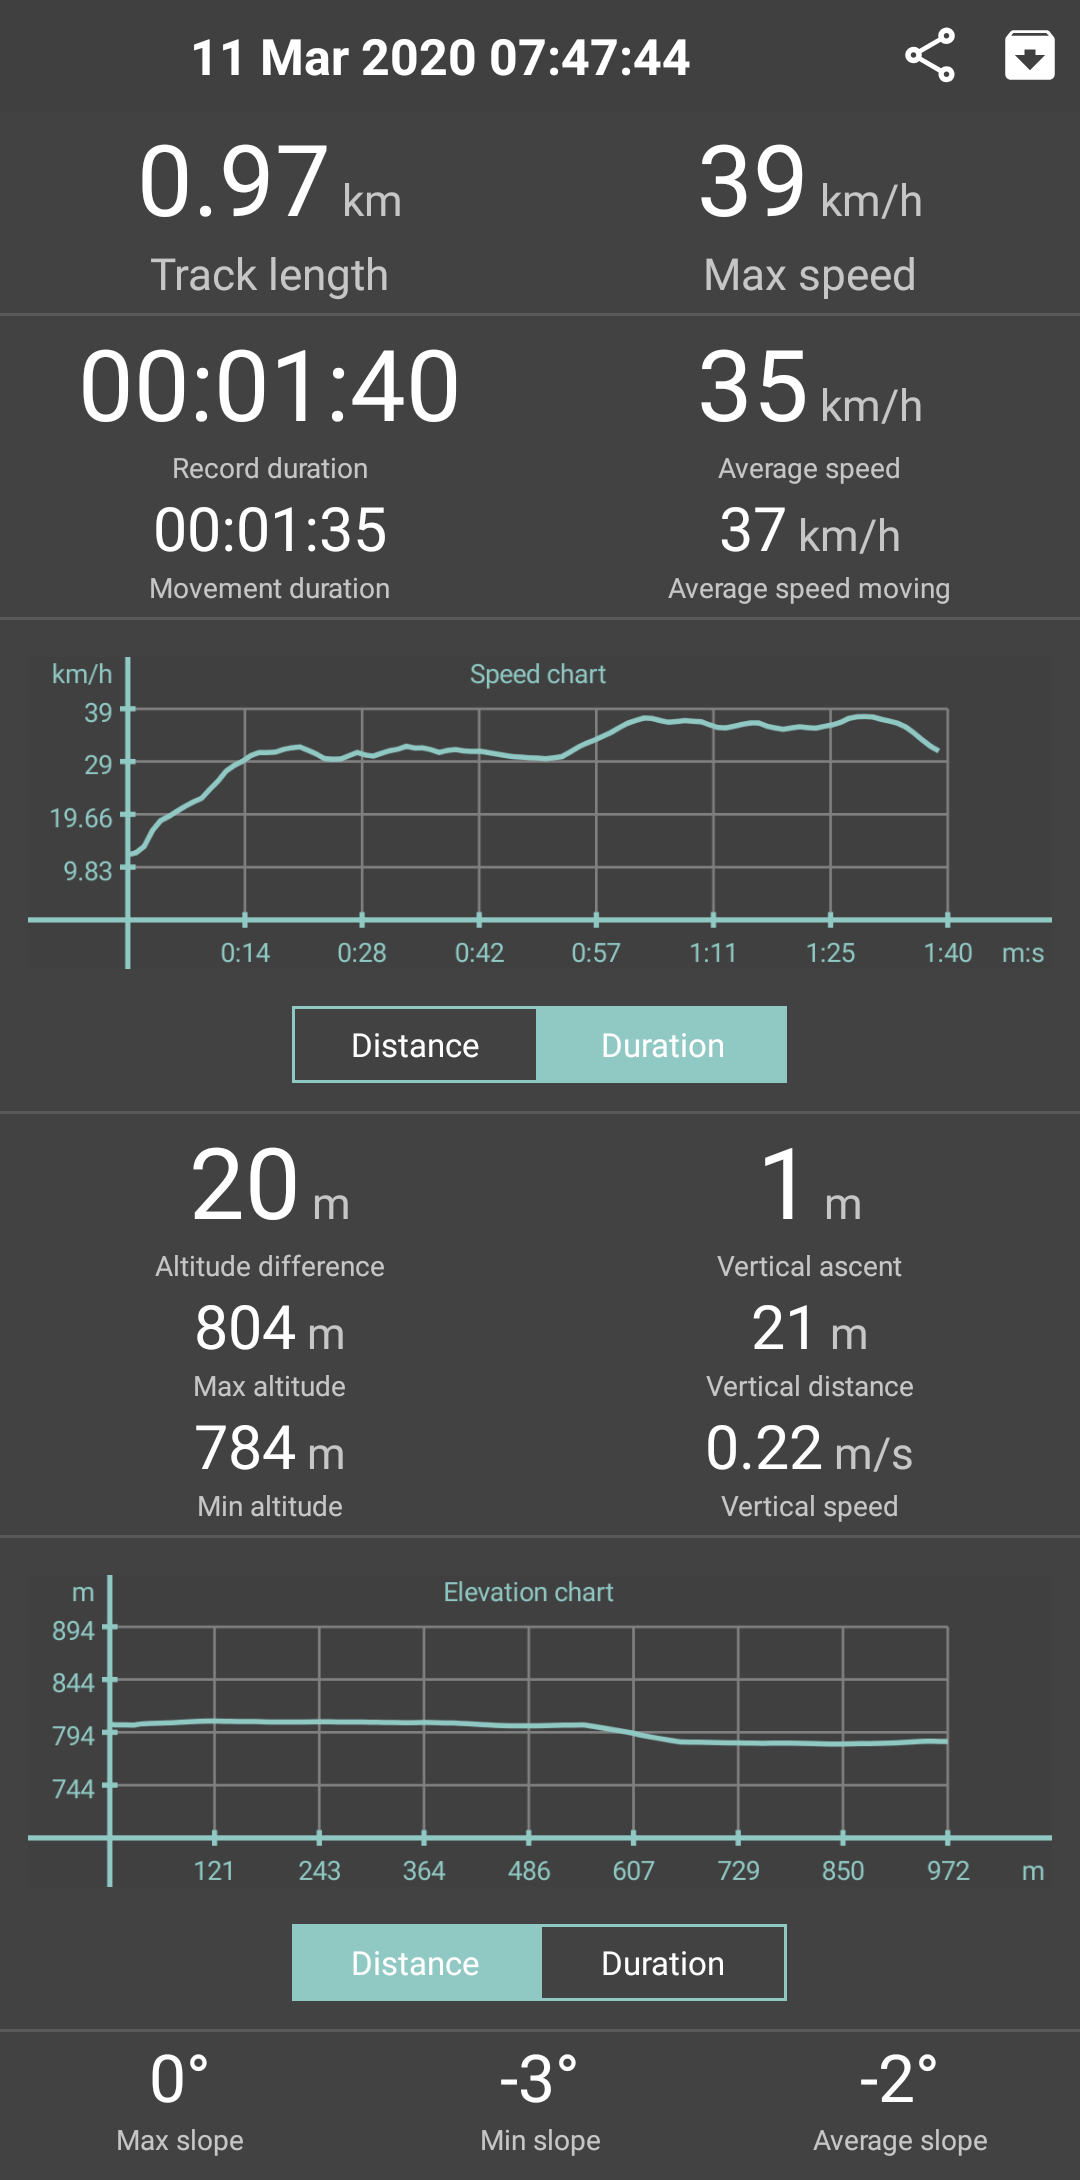 11 Mar 2020 07:47:44
0.97 km
Track length
39 km/h
Max speed
00:01:40
Record duration
00:01:35
Movement duration
35 km/h
Average speed
37 km/h
Average speed moving
km/h
Speed chart
39
29
19.66
9.83
0:14 0:28 0:42 0:57 1:11 1:25 1:40 m:s
Distance Duration
20 m
Altitude difference
804 m
Max altitude
784 m
Min altitude
1 m
Vertical ascent
21 m
Vertical distance
0.22 m/s
Vertical speed
m
Elevation chart
894
844
794
744
121 243 364 486 607 729 850 972 m
Distance Duration
0°
Max slope
-3°
Min slope
-2°
Average slope